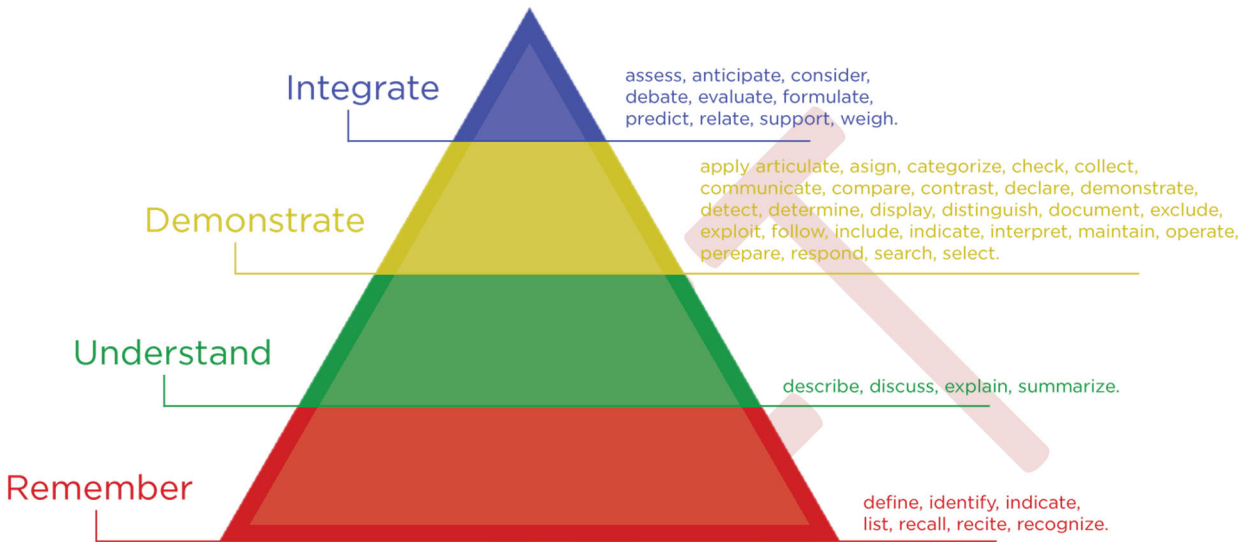 Integrate
assess, anticipate, consider,
debate, evaluate, formulate,
predict, relate, support, weigh.
Demonstrate
apply articulate, asign, categorize, check, collect,
communicate, compare, contrast, declare, demonstrate,
detect, determine, display, distinguish, document, exclude,
exploit, follow, include, indicate, interpret, maintain, operate,
perepare, respond, search, select.
Understand
describe, discuss, explain, summarize.
Remember
define, identify, indicate,
list, recall, recite, recognize.